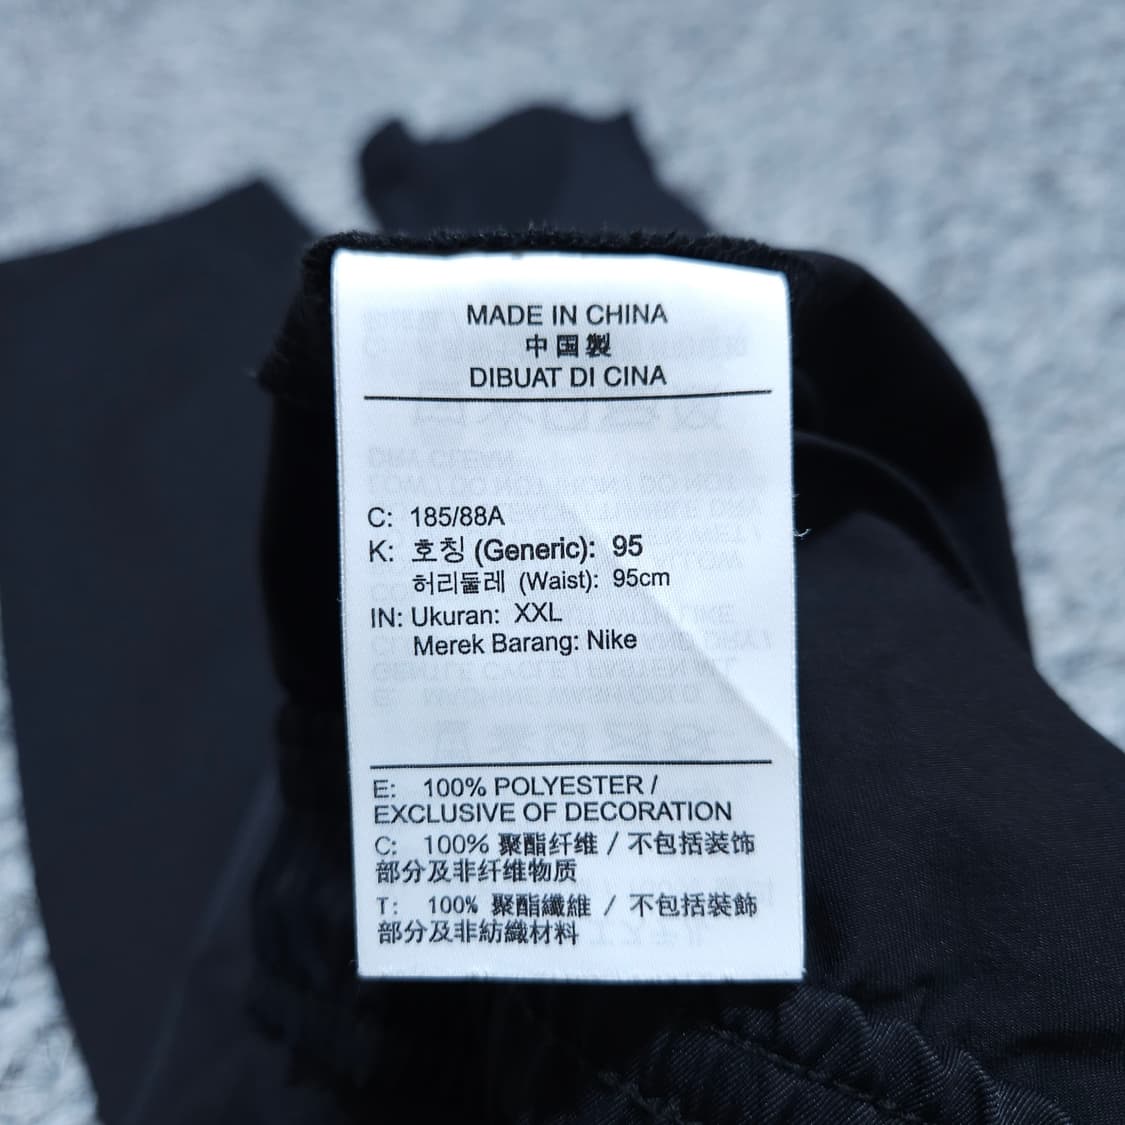 MADE IN CHINA
中国製
DIBUAT DI CINA
C: 185/88A
K: 호칭 (Generic): 95
허리둘레 (Waist): 95cm
IN: Ukuran: XXL
Merek Barang: Nike
E: 100% POLYESTER /
EXCLUSIVE OF DECORATION
C: 100% 聚酯纤维 / 不包括装饰
部分及非纤维物质
T: 100% 聚酯纖維 / 不包括裝飾
部分及非紡織材料